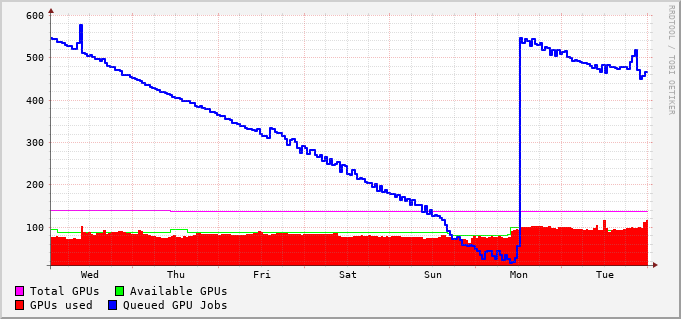 RRDTOOL / TOBI OETIKER
600
500
400
300
200
100
Wed Thu Fri Sat Sun Mon Tue
Total GPUs Available GPUs
GPUs used Queued GPU Jobs